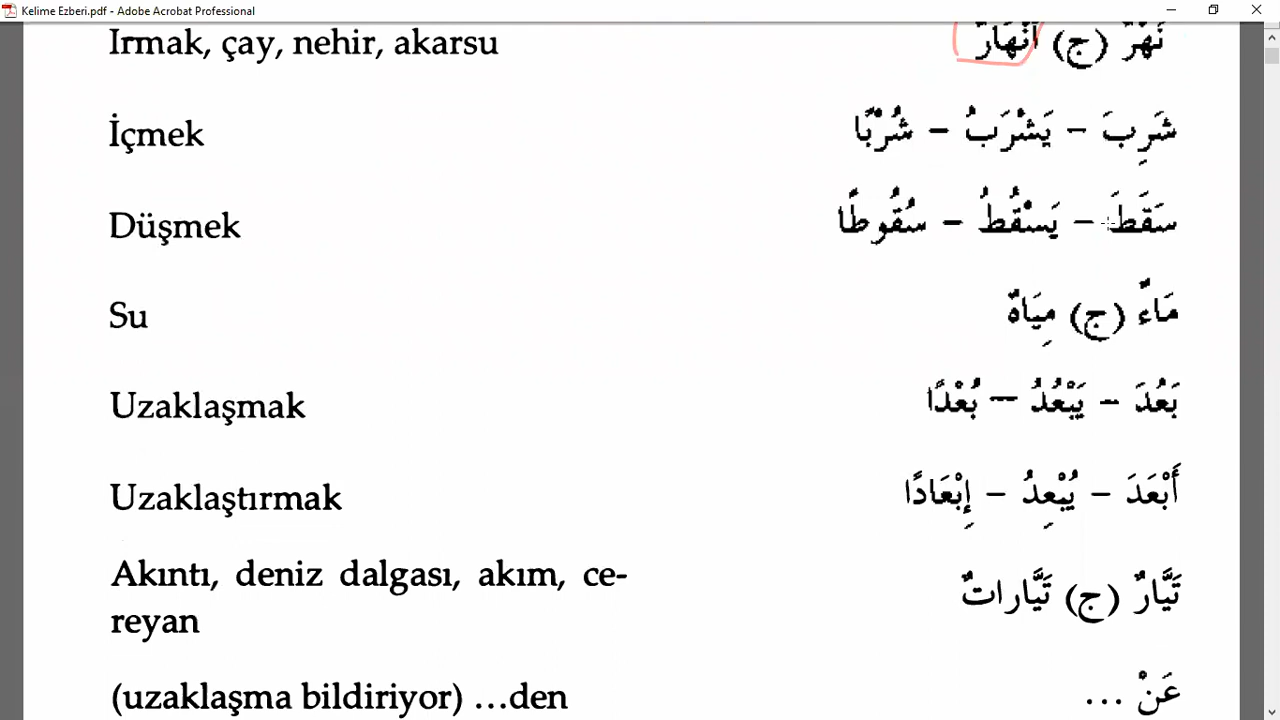 Kelime Ezberi.pdf - Adobe Acrobat Professional
Irmak, çay, nehir, akarsu نَهْرٌ (ج) أَنْهَارٌ
İçmek شَرِبَ – يَشْرَبُ – شُرْبًا
Düşmek سَقَطَ – يَسْقُطُ – سُقُوطًا
Su مَاءٌ (ج) مِيَاهٌ
Uzaklaşmak بَعُدَ – يَبْعُدُ – بُعْدًا
Uzaklaştırmak أَبْعَدَ – يُبْعِدُ – إِبْعَادًا
Akıntı, deniz dalgası, akım, ce-
reyan تَيَّارٌ (ج) تَيَّارَاتٌ
(uzaklaşma bildiriyor) …den عَنْ ...